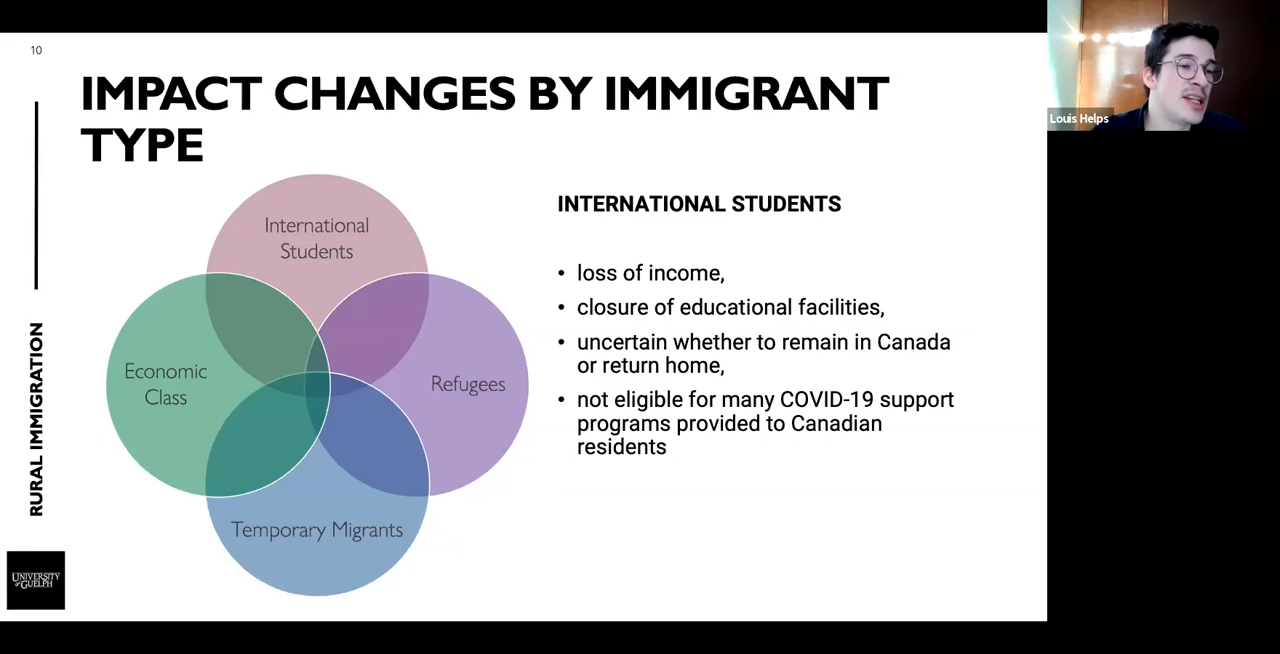 10
IMPACT CHANGES BY IMMIGRANT
TYPE
International
Students
Economic
Class
Refugees
Temporary Migrants
INTERNATIONAL STUDENTS
• loss of income,
• closure of educational facilities,
• uncertain whether to remain in Canada
or return home,
• not eligible for many COVID-19 support
programs provided to Canadian
residents
RURAL IMMIGRATION
UNIVERSITY
OF GUELPH
Louis Helps